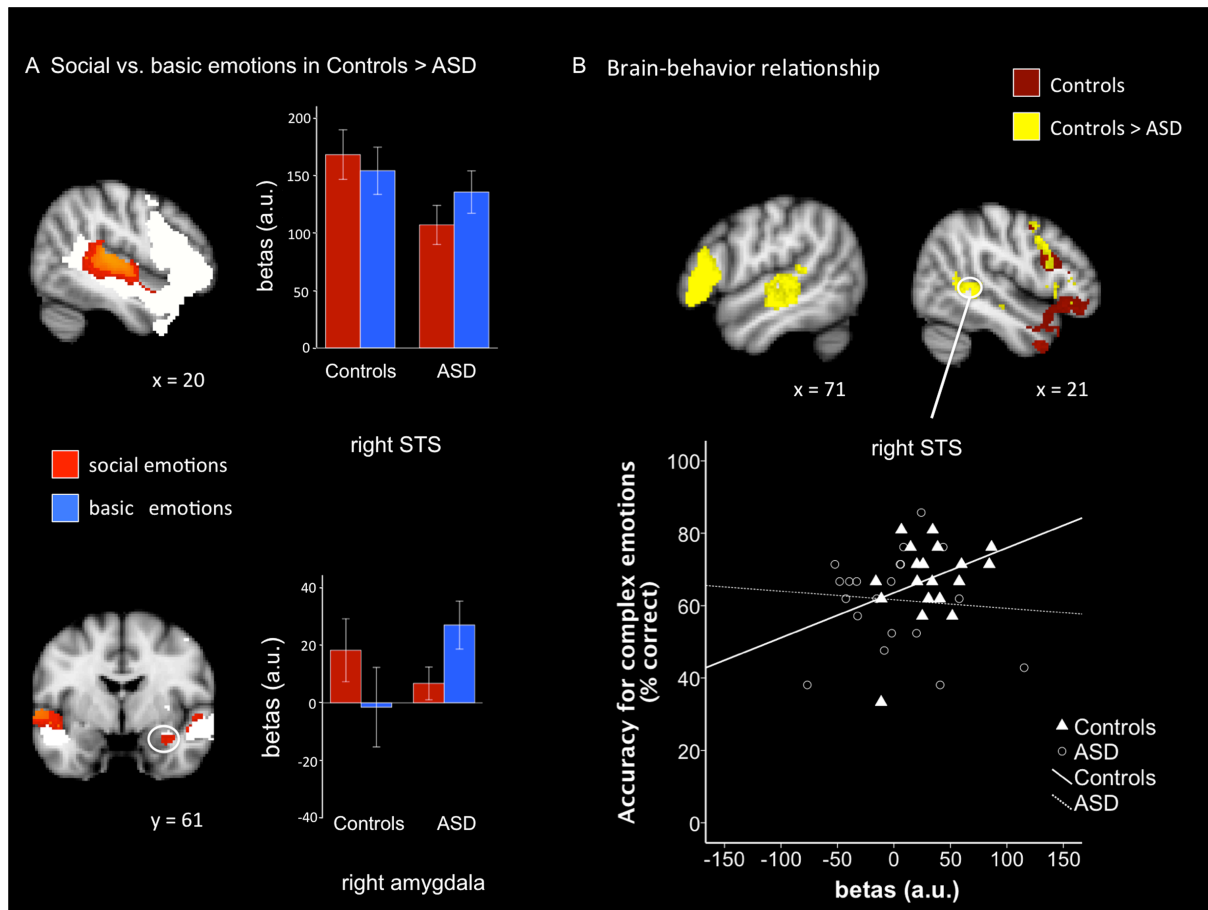 A Social vs. basic emotions in Controls > ASD
200
150
100
50
0
betas (a.u.)
Controls ASD
x = 20
right STS
social emotions
basic emotions
40
20
0
-20
-40
betas (a.u.)
Controls ASD
y = 61
right amygdala
B Brain-behavior relationship
Controls
Controls > ASD
x = 71
x = 21
right STS
Accuracy for complex emotions
(% correct)
100
80
60
40
20
0
Controls
ASD
Controls
ASD
-150 -100 -50 0 50 100 150
betas (a.u.)